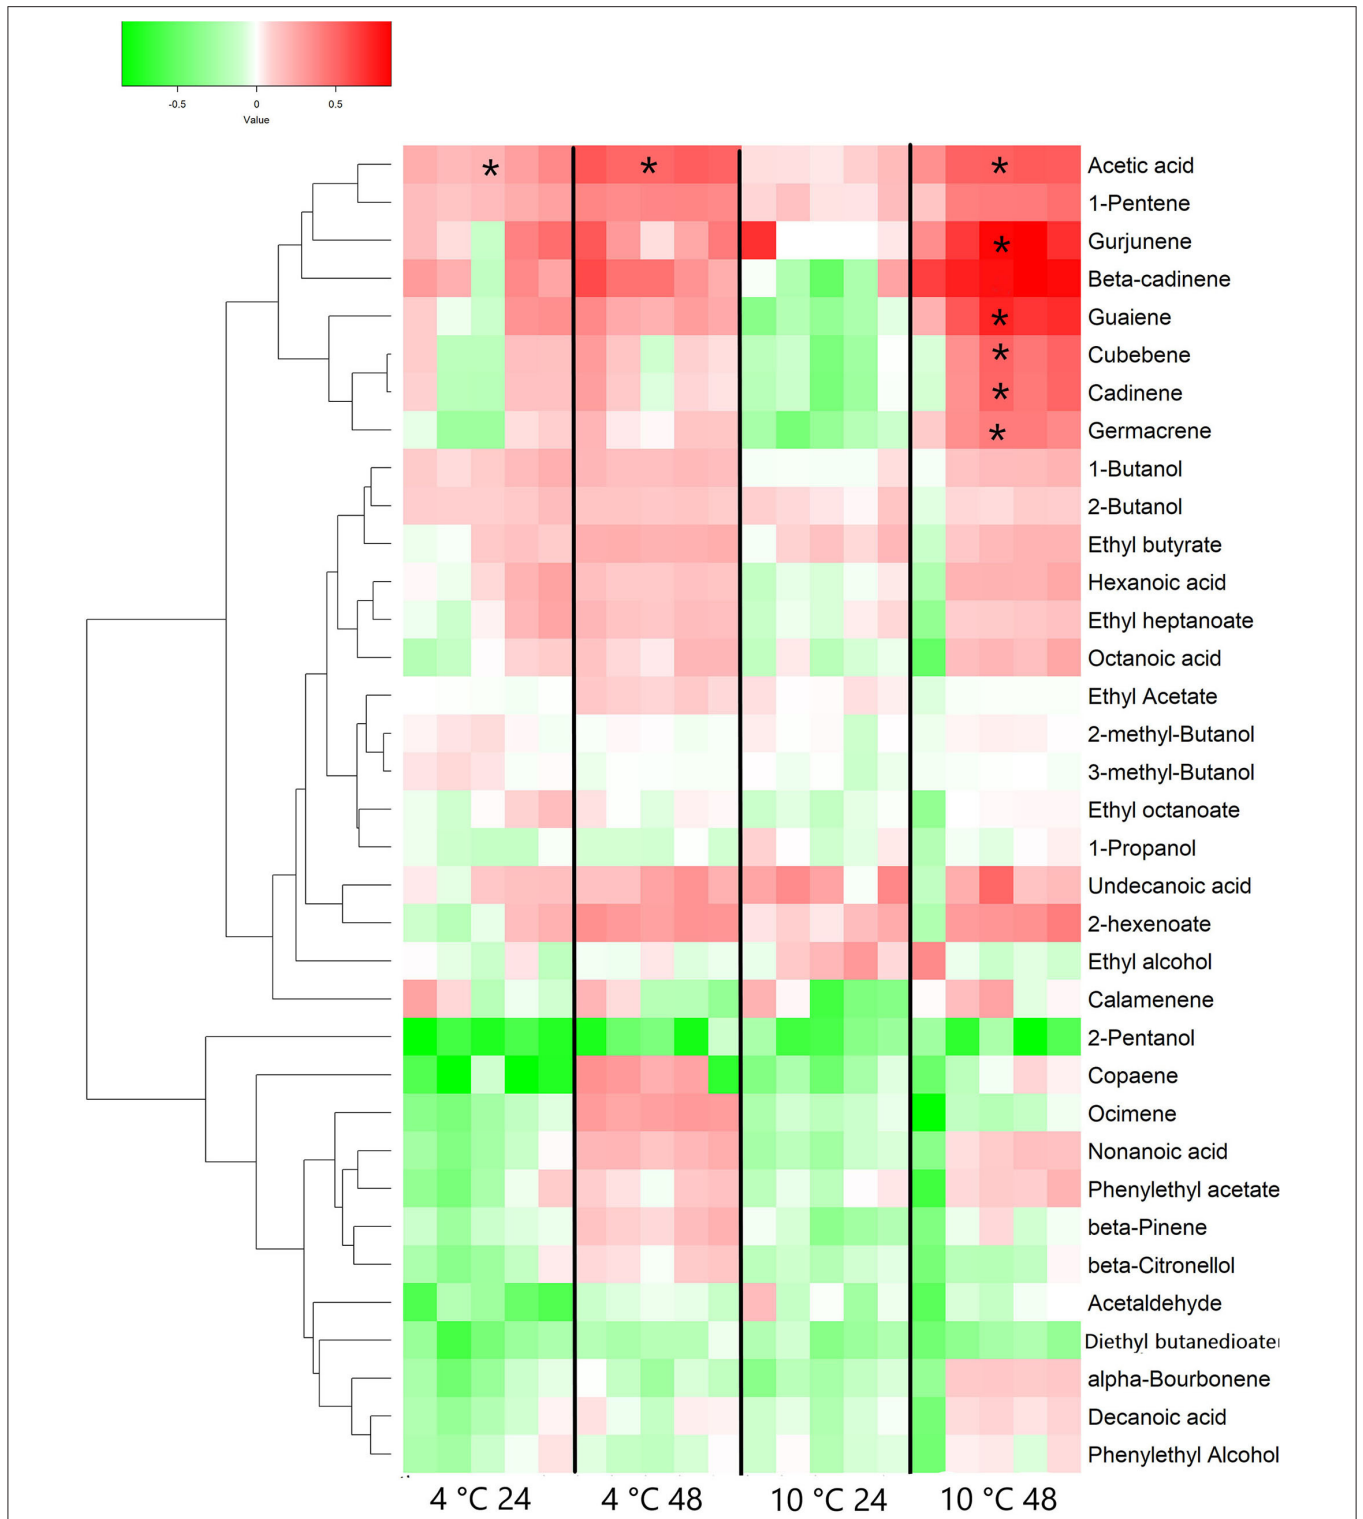 -0.5 0 0.5
Value
* * * Acetic acid
1-Pentene
* Gurjunene
Beta-cadinene
* Guaiene
* Cubebene
* Cadinene
* Germacrene
1-Butanol
2-Butanol
Ethyl butyrate
Hexanoic acid
Ethyl heptanoate
Octanoic acid
Ethyl Acetate
2-methyl-Butanol
3-methyl-Butanol
Ethyl octanoate
1-Propanol
Undecanoic acid
2-hexenoate
Ethyl alcohol
Calamenene
2-Pentanol
Copaene
Ocimene
Nonanoic acid
Phenylethyl acetate
beta-Pinene
beta-Citronellol
Acetaldehyde
Diethyl butanedioate
alpha-Bourbonene
Decanoic acid
Phenylethyl Alcohol
4 °C 24 4 °C 48 10 °C 24 10 °C 48